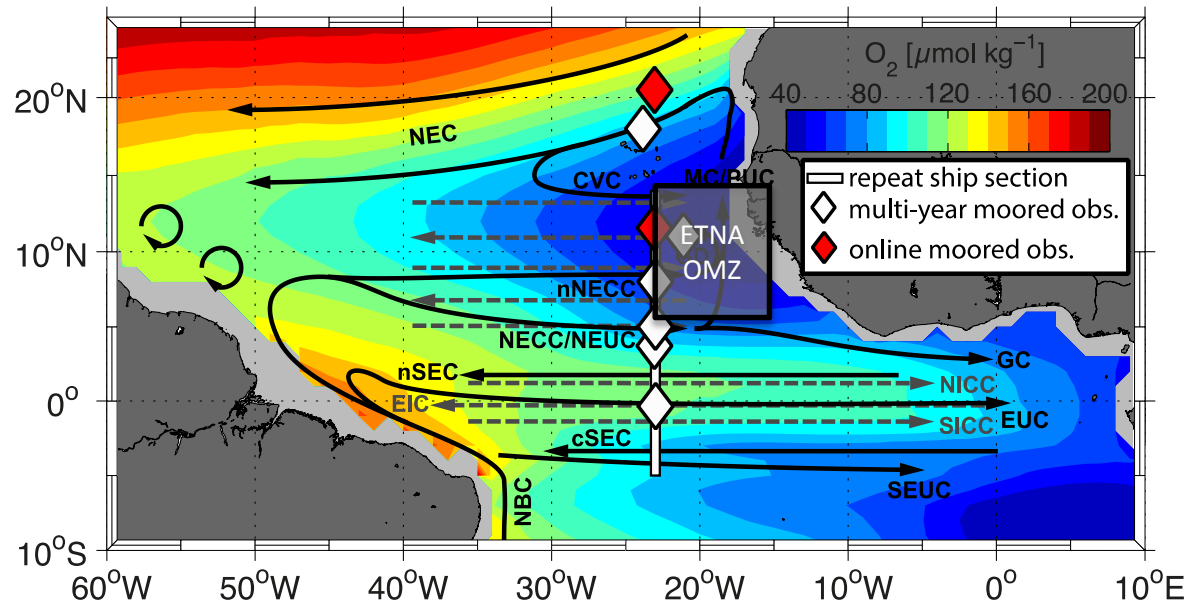 O2 [µmol kg−1]
40 80 120 160 200
repeat ship section
multi-year moored obs.
online moored obs.
20°N
10°N
0°
10°S
NEC
CVC
MC/PUC
ETNA
OMZ
nNECC
NECC/NEUC
GC
nSEC
NICC
EIC
EUC
SICC
cSEC
SEUC
NBC
60°W 50°W 40°W 30°W 20°W 10°W 0° 10°E